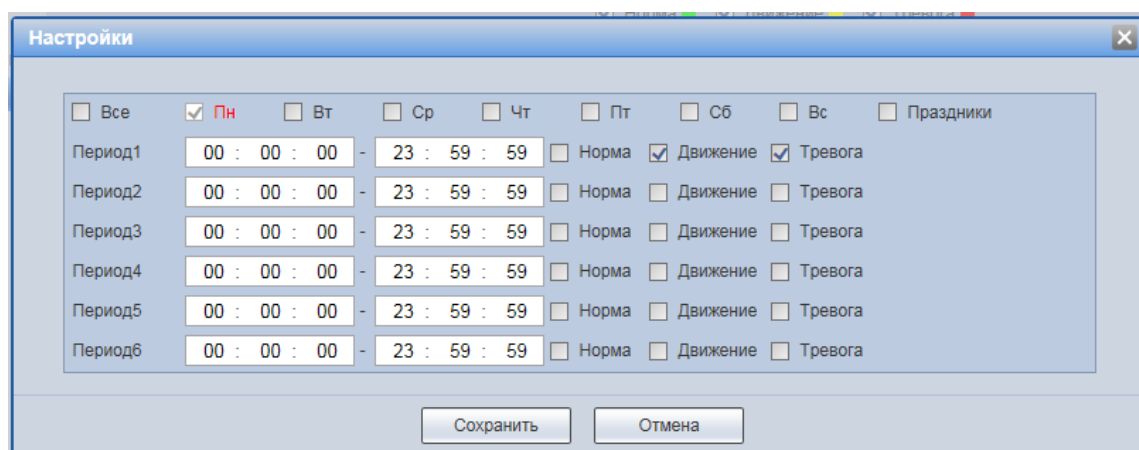 Норма Движение Тревога
Настройки
Все Пн Вт Ср Чт Пт Сб Вс Праздники
Период1 00 : 00 : 00 - 23 : 59 : 59 Норма Движение Тревога
Период2 00 : 00 : 00 - 23 : 59 : 59 Норма Движение Тревога
Период3 00 : 00 : 00 - 23 : 59 : 59 Норма Движение Тревога
Период4 00 : 00 : 00 - 23 : 59 : 59 Норма Движение Тревога
Период5 00 : 00 : 00 - 23 : 59 : 59 Норма Движение Тревога
Период6 00 : 00 : 00 - 23 : 59 : 59 Норма Движение Тревога
Сохранить Отмена